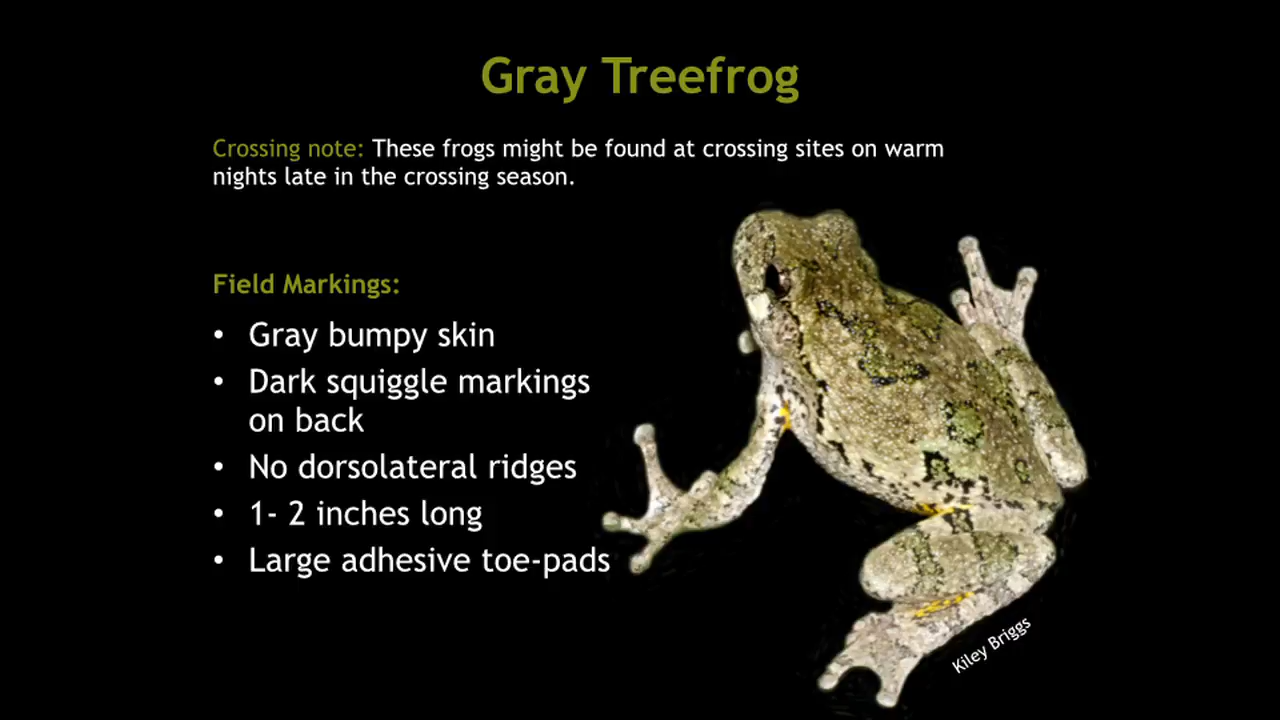 Gray Treefrog
Crossing note: These frogs might be found at crossing sites on warm
nights late in the crossing season.
Field Markings:
• Gray bumpy skin
• Dark squiggle markings
on back
• No dorsolateral ridges
• 1- 2 inches long
• Large adhesive toe-pads
Kiley Briggs